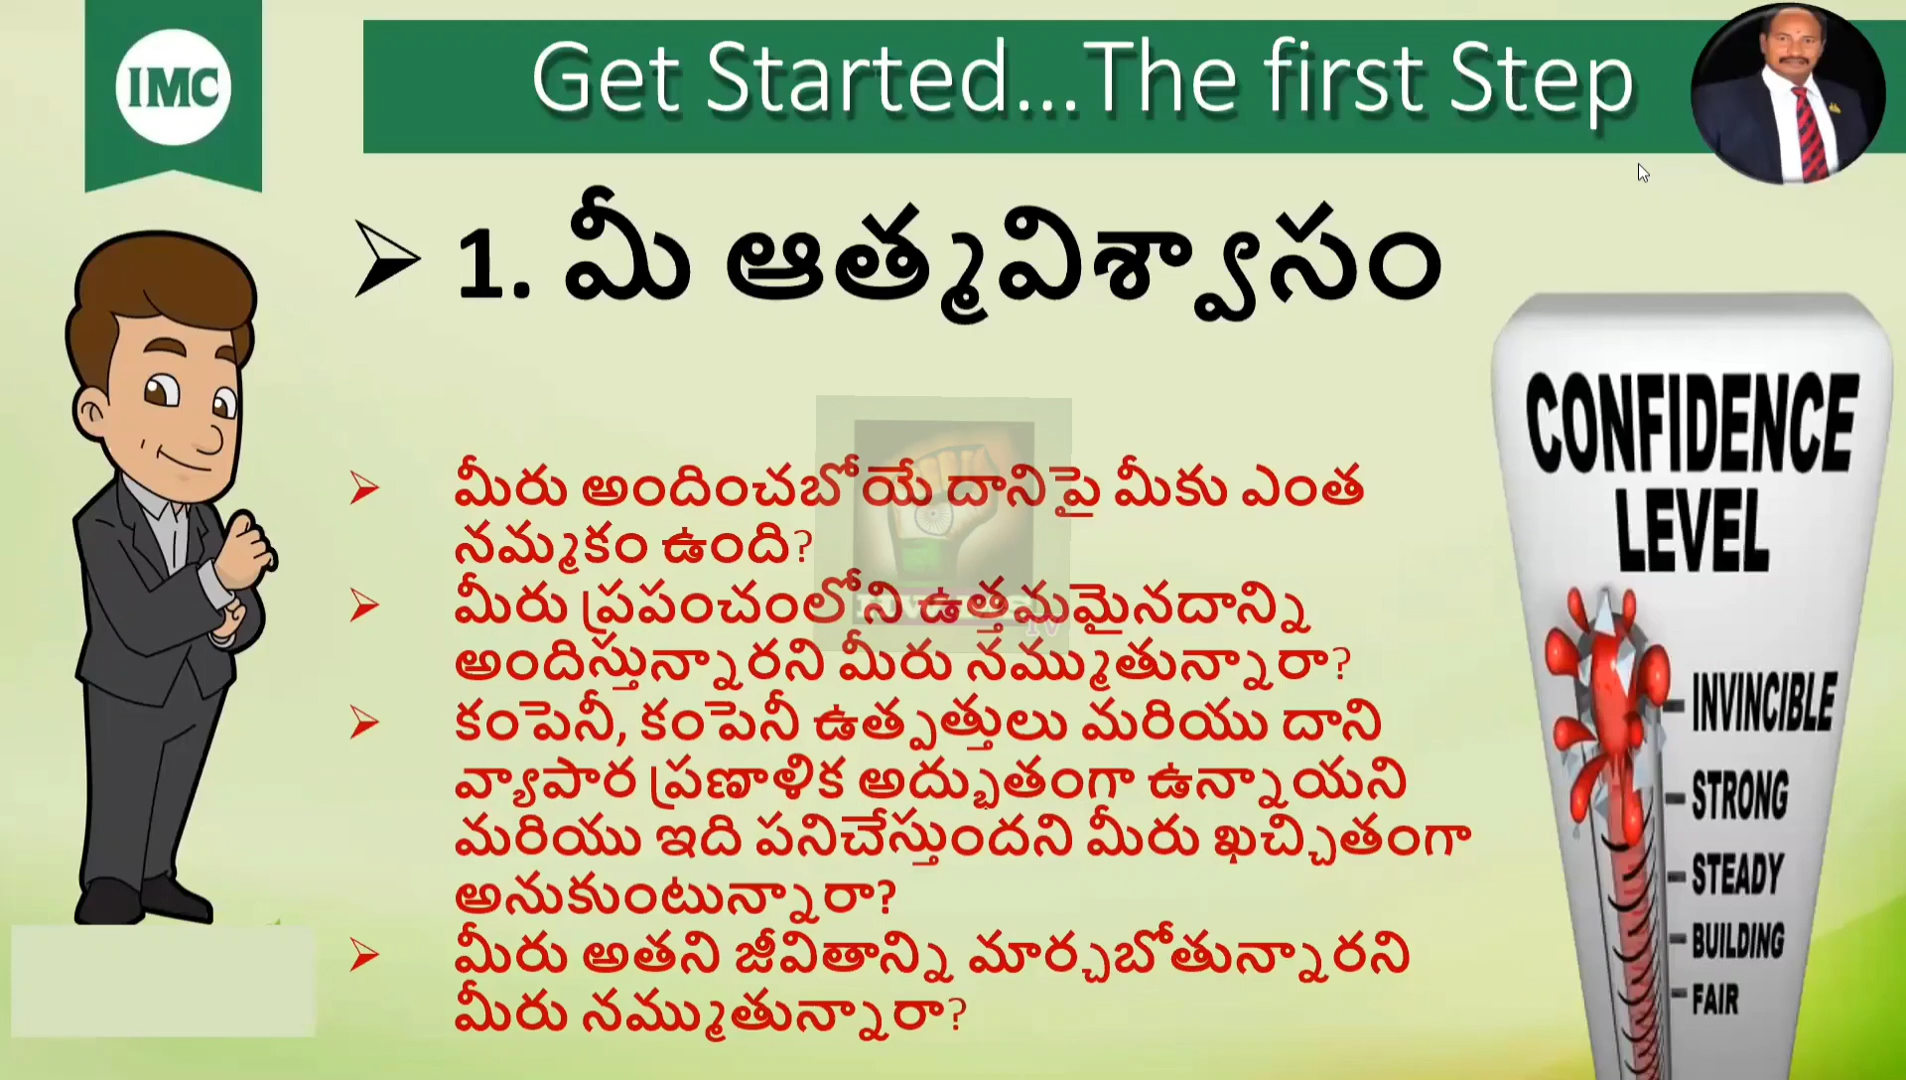 IMC
Get Started...The first Step
1. మీ ఆత్మవిశ్వాసం
మీరు అందించబోయే దానిపై మీకు ఎంత
నమ్మకం ఉంది?
మీరు ప్రపంచంలోని ఉత్తమమైనదాన్ని
అందిస్తున్నారని మీరు నమ్ముతున్నారా?
కంపెనీ, కంపెనీ ఉత్పత్తులు మరియు దాని
వ్యాపార ప్రణాళిక అద్భుతంగా ఉన్నాయని
మరియు ఇది పనిచేస్తుందని మీరు ఖచ్చితంగా
అనుకుంటున్నారా?
మీరు అతని జీవితాన్ని మార్చబోతున్నారని
మీరు నమ్ముతున్నారా?
CONFIDENCE
LEVEL
INVINCIBLE
STRONG
STEADY
BUILDING
FAIR
TV